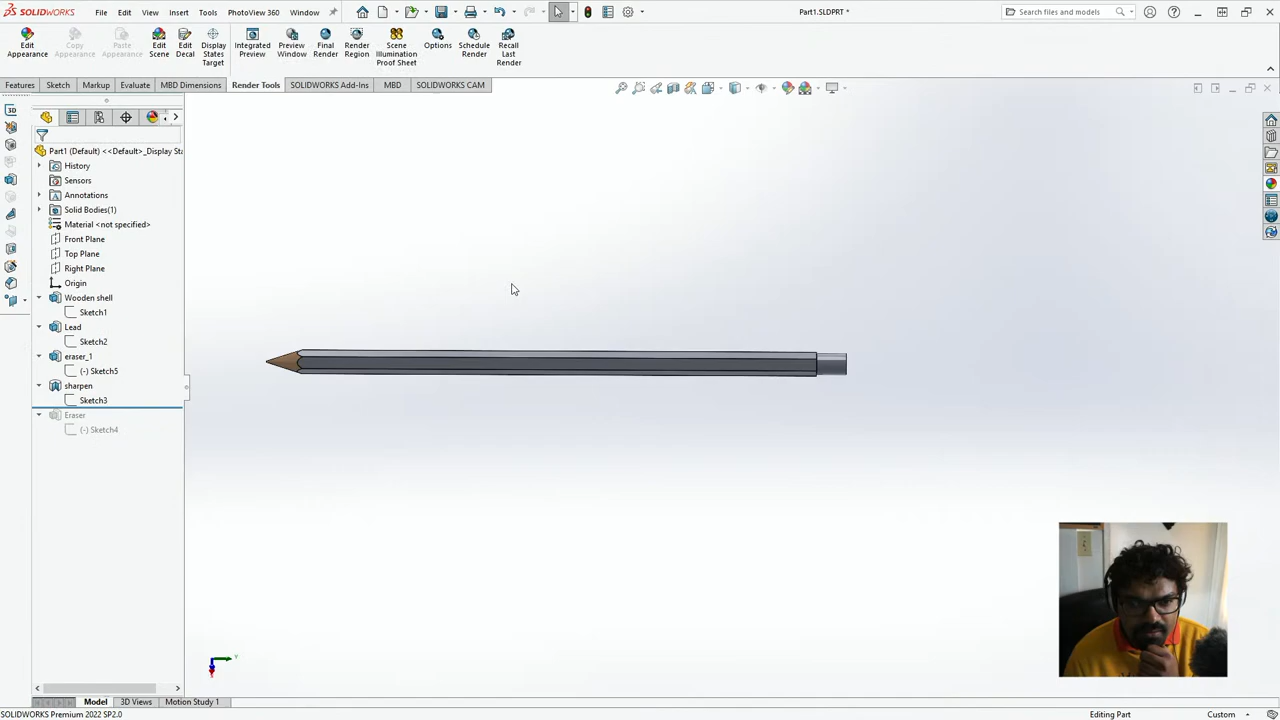 SOLIDWORKS File Edit View Insert Tools PhotoView 360 Window Part1.SLDPRT * Search files and models
Edit Appearance
Copy Appearance
Paste Appearance
Edit Scene
Edit Decal
Display States Target
Integrated Preview
Preview Window
Final Render
Render Region
Scene Illumination Proof Sheet
Options
Schedule Render
Recall Last Render
Features Sketch Markup Evaluate MBD Dimensions Render Tools SOLIDWORKS Add-Ins MBD SOLIDWORKS CAM
Part1 (Default) <<Default>_Display Sta
History
Sensors
Annotations
Solid Bodies(1)
Material <not specified>
Front Plane
Top Plane
Right Plane
Origin
Wooden shell
Sketch1
Lead
Sketch2
eraser_1
(-) Sketch5
sharpen
Sketch3
Eraser
(-) Sketch4
Y
Model 3D Views Motion Study 1
SOLIDWORKS Premium 2022 SP2.0 Editing Part Custom